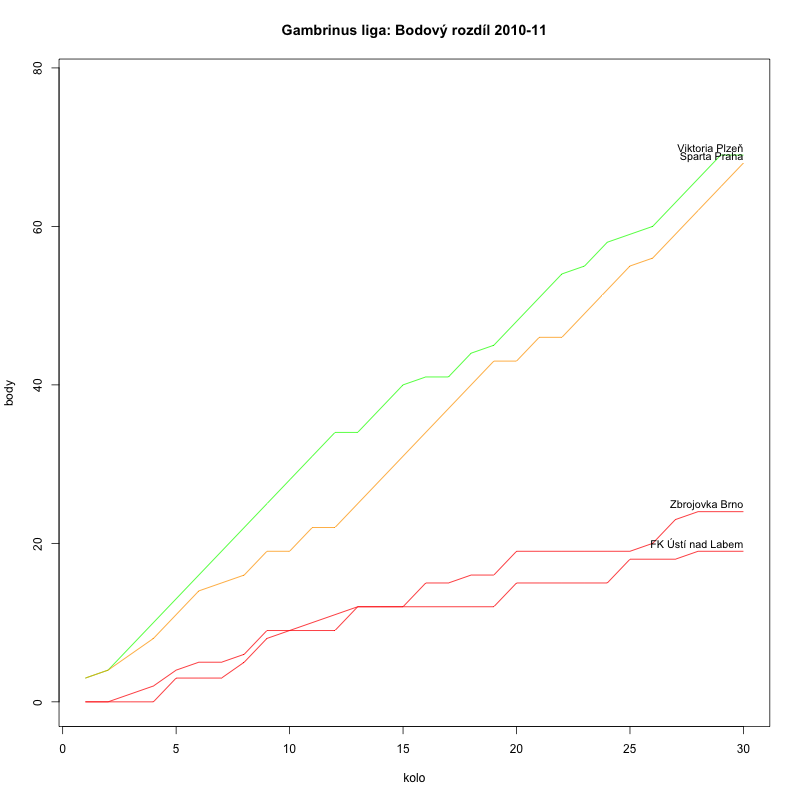 Gambrinus liga: Bodový rozdíl 2010-11
80
60
40
20
0
body
Viktoria Plzeň
Sparta Praha
Zbrojovka Brno
FK Ústí nad Labem
0 5 10 15 20 25 30
kolo